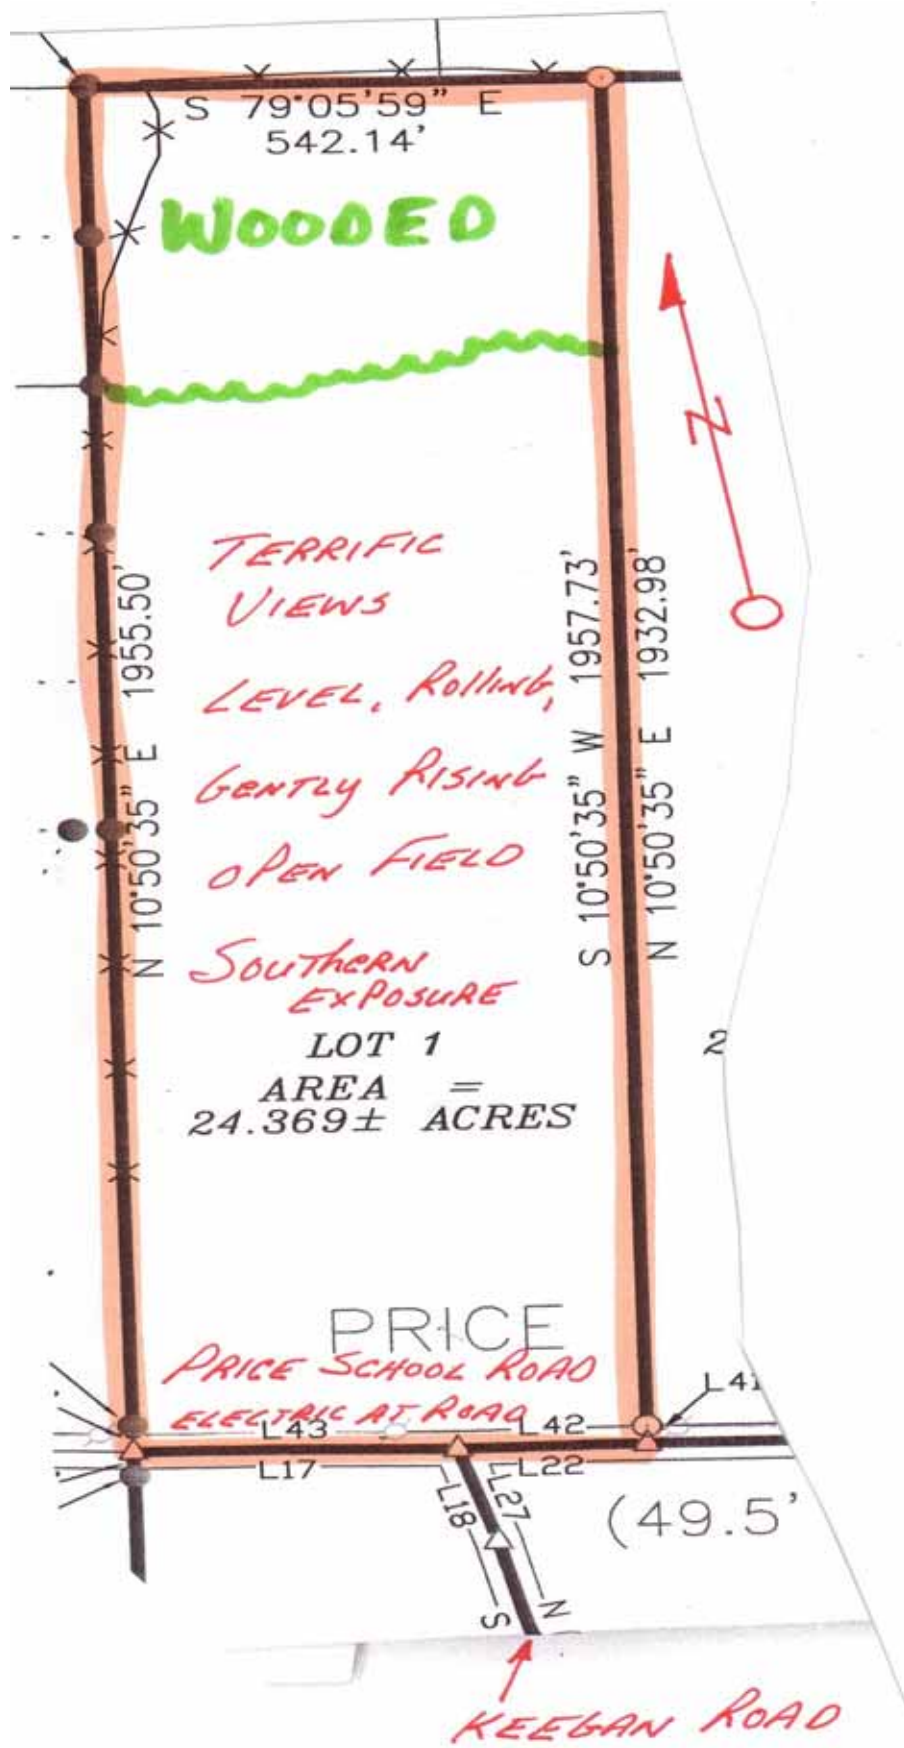 S 79°05'59" E
542.14'
WOODED
TERRIFIC
VIEWS
LEVEL, Rolling,
Gently Rising
OPEN FIELD
Southern
EXPOSURE
N 10°50'35" E 1955.50'
S 10°50'35" W 1957.73'
N 10°50'35" E 1932.98'
N
LOT 1
AREA =
24.369± ACRES
2
PRICE
PRICE SCHOOL ROAD
ELECTRIC AT ROAD
L41
L43 L42
L17 L22
L18 L27
(49.5'
S N
KEEGAN ROAD